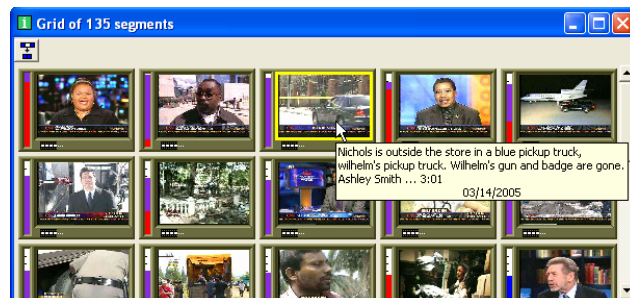 Grid of 135 segments
Nichols is outside the store in a blue pickup truck,
wilhelm's pickup truck. Wilhelm's gun and badge are gone.
Ashley Smith ... 3:01
03/14/2005